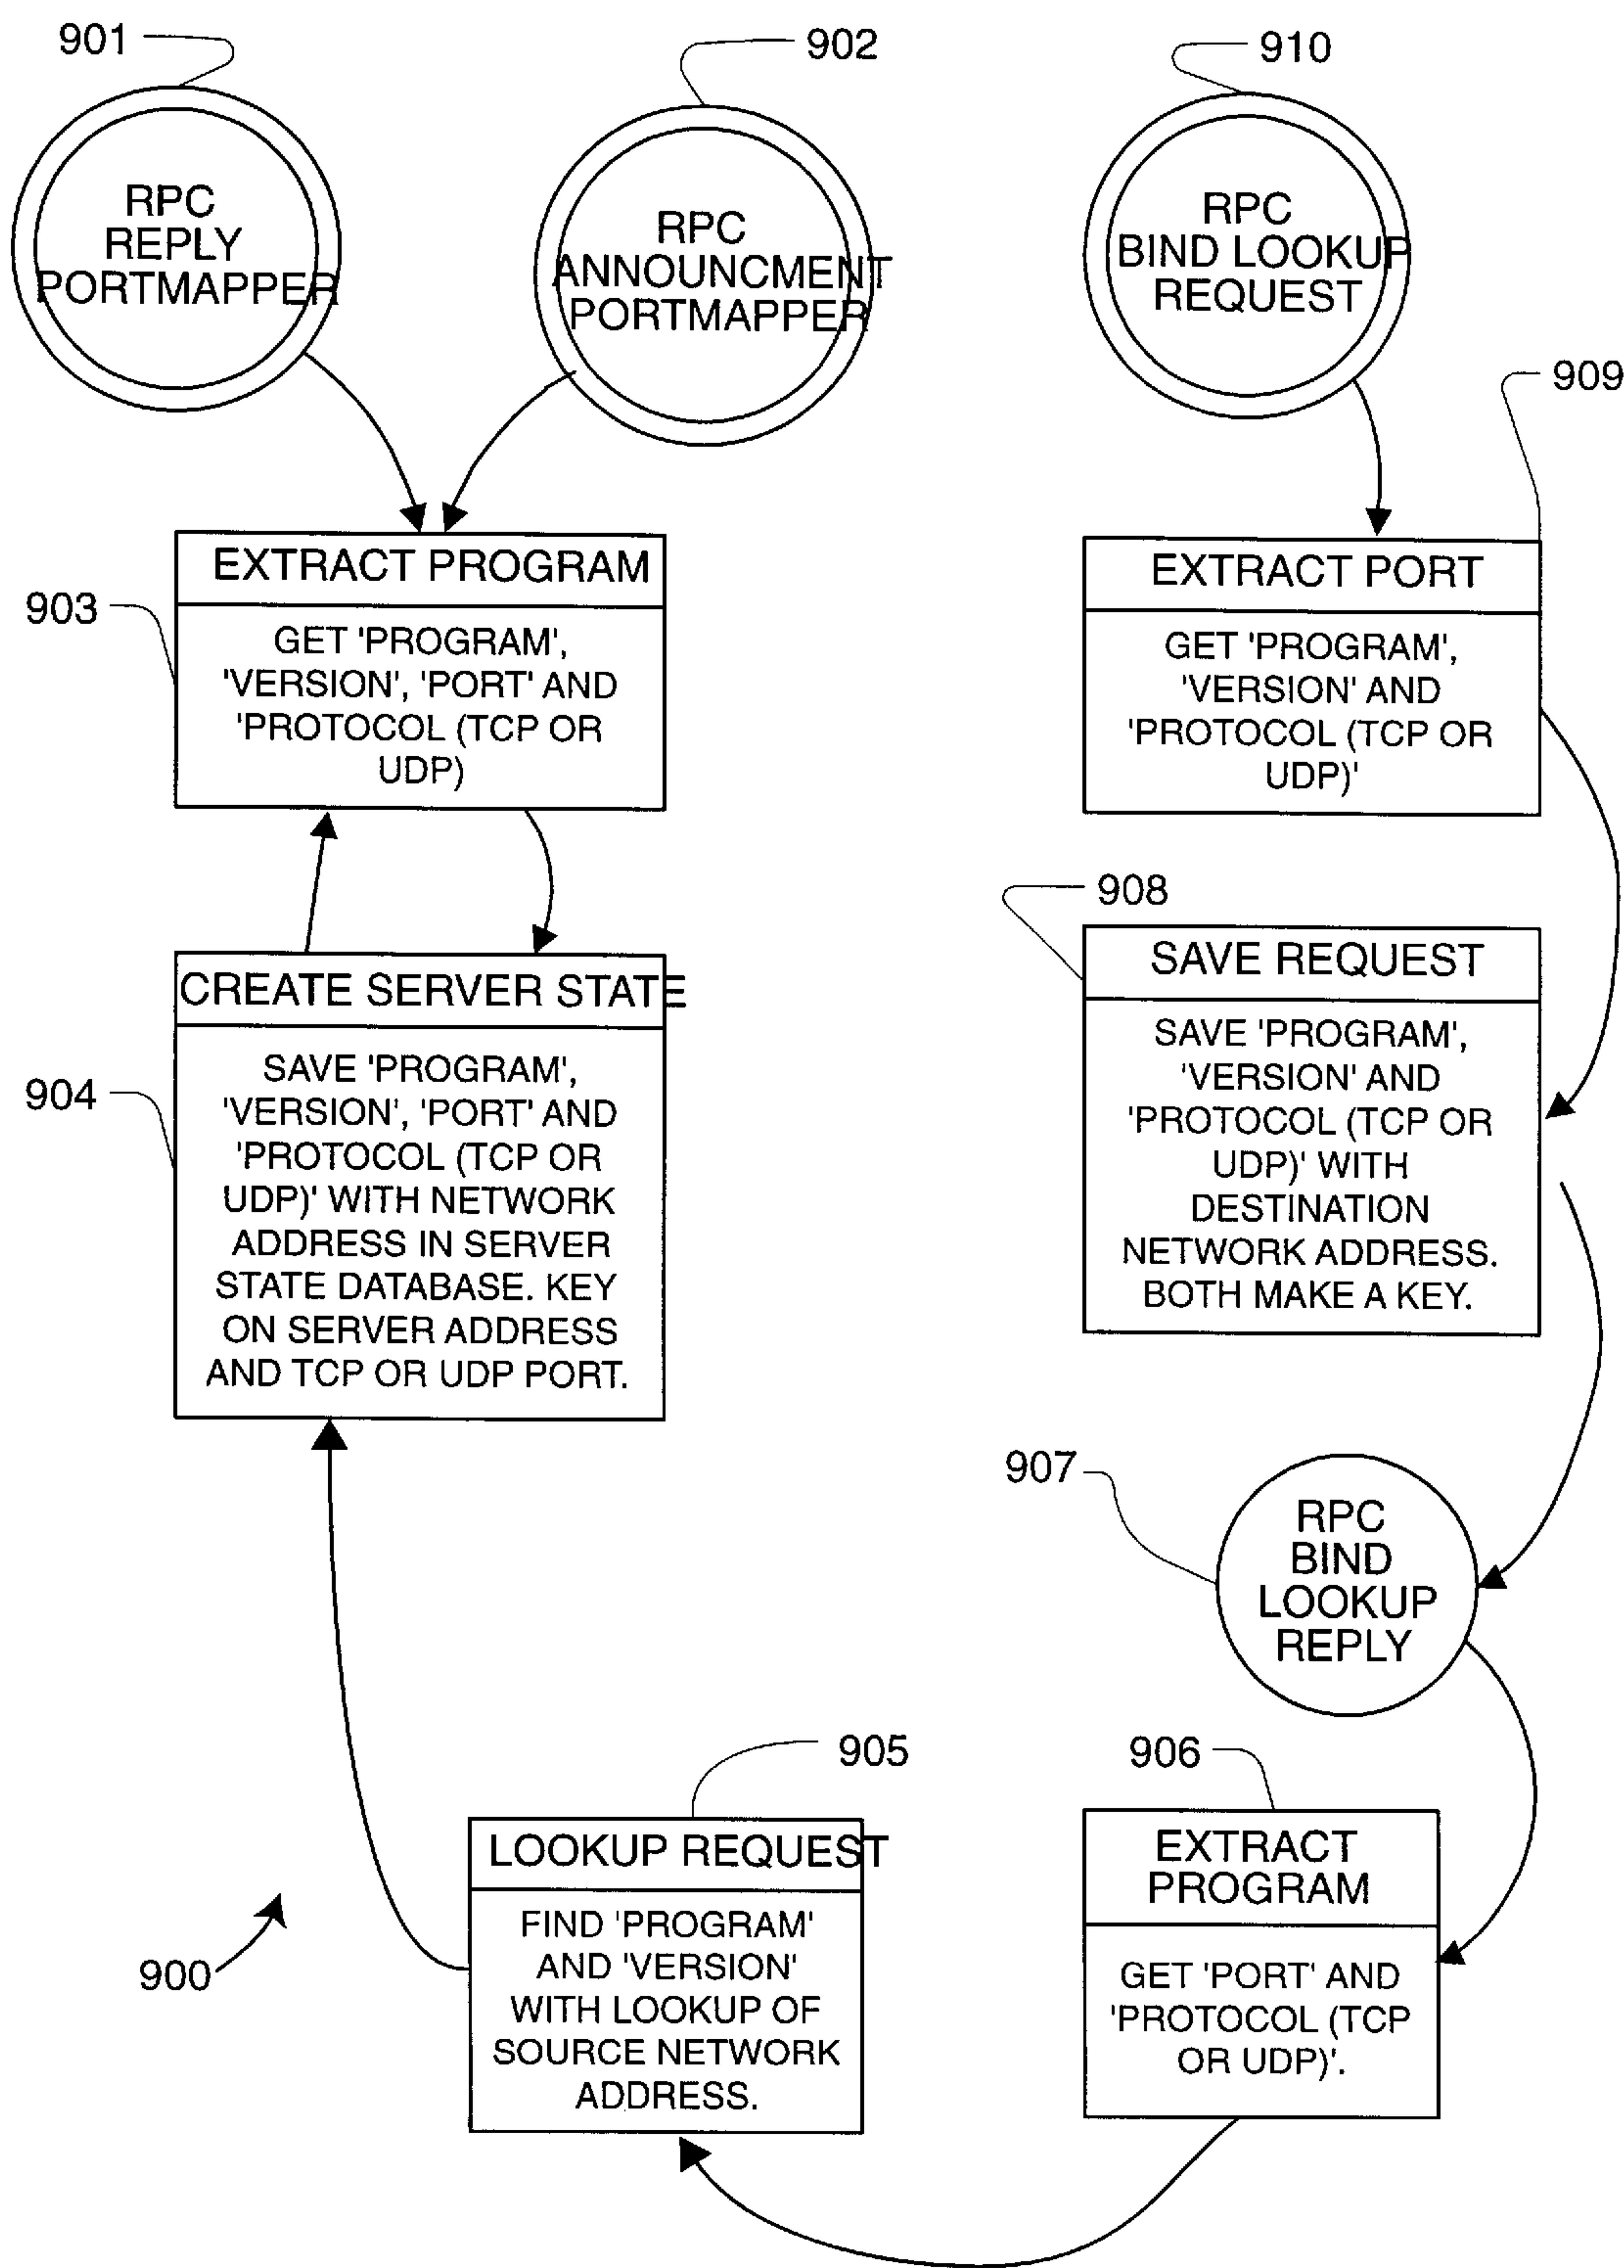 901
902
910
RPC
REPLY
PORTMAPPER
RPC
ANNOUNCMENT
PORTMAPPER
RPC
BIND LOOKUP
REQUEST
909
903
EXTRACT PROGRAM
GET 'PROGRAM',
'VERSION', 'PORT' AND
'PROTOCOL (TCP OR
UDP)
EXTRACT PORT
GET 'PROGRAM',
'VERSION' AND
'PROTOCOL (TCP OR
UDP)'
908
904
CREATE SERVER STATE
SAVE 'PROGRAM',
'VERSION', 'PORT' AND
'PROTOCOL (TCP OR
UDP)' WITH NETWORK
ADDRESS IN SERVER
STATE DATABASE. KEY
ON SERVER ADDRESS
AND TCP OR UDP PORT.
SAVE REQUEST
SAVE 'PROGRAM',
'VERSION' AND
'PROTOCOL (TCP OR
UDP)' WITH
DESTINATION
NETWORK ADDRESS.
BOTH MAKE A KEY.
907
RPC
BIND
LOOKUP
REPLY
905
906
LOOKUP REQUEST
FIND 'PROGRAM'
AND 'VERSION'
WITH LOOKUP OF
SOURCE NETWORK
ADDRESS.
EXTRACT
PROGRAM
GET 'PORT' AND
'PROTOCOL (TCP
OR UDP)'.
900